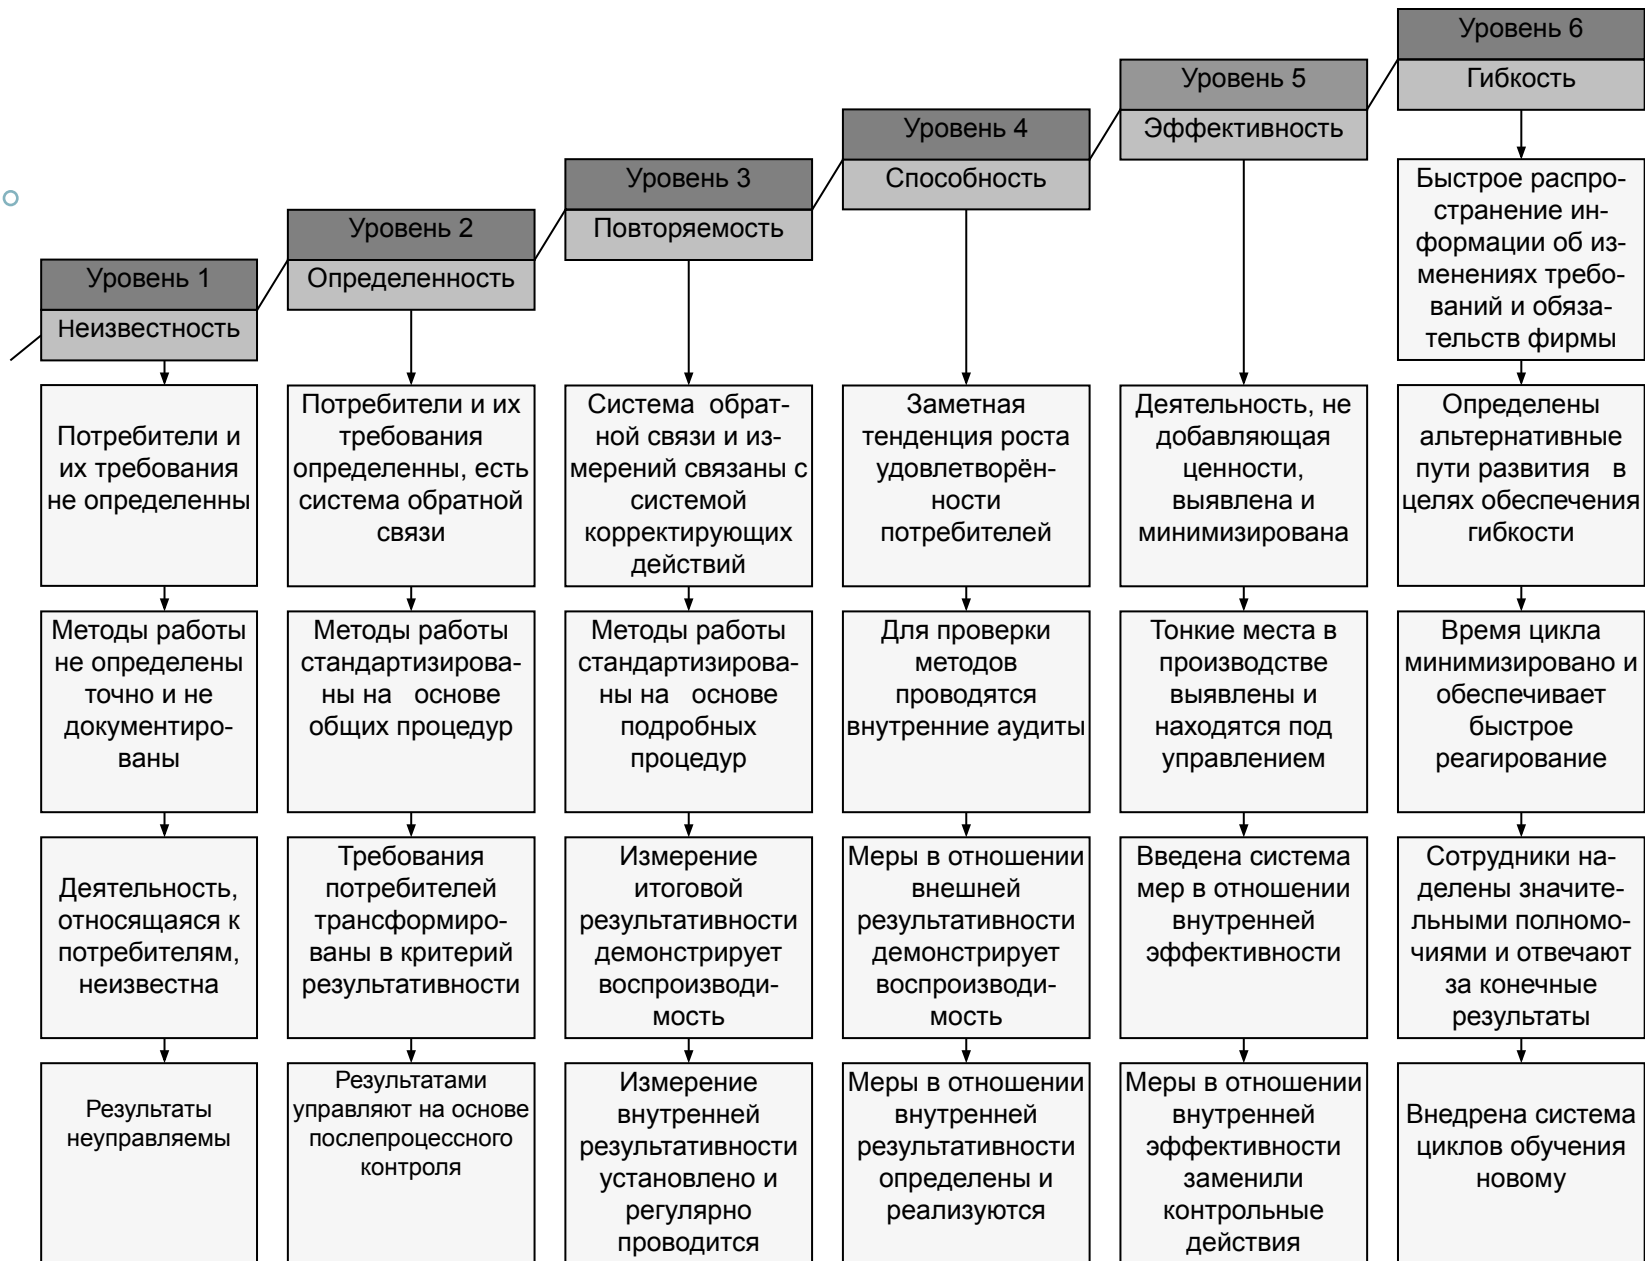 Уровень 1
Неизвестность
Потребители и
их требования
не определенны
Методы работы
не определены
точно и не
документиро-
ваны
Деятельность,
относящаяся к
потребителям,
неизвестна
Результаты
неуправляемы
Уровень 2
Определенность
Потребители и их
требования
определенны, есть
система обратной
связи
Методы работы
стандартизирова-
ны на основе
общих процедур
Требования
потребителей
трансформиро-
ваны в критерий
результативности
Результатами
управляют на основе
послепроцессного
контроля
Уровень 3
Повторяемость
Система обрат-
ной связи и из-
мерений связаны с
системой
корректирующих
действий
Методы работы
стандартизирова-
ны на основе
подробных
процедур
Измерение
итоговой
результативности
демонстрирует
воспроизводи-
мость
Измерение
внутренней
результативности
установлено и
регулярно
проводится
Уровень 4
Способность
Заметная
тенденция роста
удовлетворён-
ности
потребителей
Для проверки
методов
проводятся
внутренние аудиты
Меры в отношении
внешней
результативности
демонстрирует
воспроизводи-
мость
Меры в отношении
внутренней
результативности
определены и
реализуются
Уровень 5
Эффективность
Деятельность, не
добавляющая
ценности,
выявлена и
минимизирована
Тонкие места в
производстве
выявлены и
находятся под
управлением
Введена система
мер в отношении
внутренней
эффективности
Меры в отношении
внутренней
эффективности
заменили
контрольные
действия
Уровень 6
Гибкость
Быстрое распро-
странение ин-
формации об из-
менениях требо-
ваний и обяза-
тельств фирмы
Определены
альтернативные
пути развития в
целях обеспечения
гибкости
Время цикла
минимизировано и
обеспечивает
быстрое
реагирование
Сотрудники на-
делены значите-
льными полномо-
чиями и отвечают
за конечные
результаты
Внедрена система
циклов обучения
новому